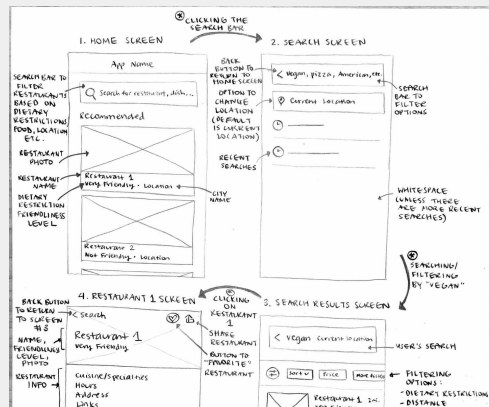 * CLICKING THE
SEARCH BAR
1. HOME SCREEN
App Name
SEARCH BAR TO
FILTER
RESTAURANTS
BASED ON
DIETARY
RESTRICTION,
FOOD, LOCATION
ETC.
Search for restaurant, dish...
Recommended
RESTAURANT
PHOTO
RESTAURANT
NAME
DIETARY
RESTRICTION
FRIENDLINESS
LEVEL
Restaurant 1
Very Friendly · Location
CITY
NAME
Restaurant 2
Not Friendly · Location
2. SEARCH SCREEN
BACK
BUTTON TO
RETURN TO
HOME SCREEN
OPTION TO
CHANGE
LOCATION
(DEFAULT
IS CURRENT
LOCATION)
RECENT
SEARCHES
< Vegan, pizza, American, etc.
Current Location
SEARCH
BAR TO
FILTER
OPTIONS
WHITESPACE
(UNLESS THERE
ARE MORE RECENT
SEARCHES)
* SEARCHING/
FILTERING
BY "VEGAN"
4. RESTAURANT 1 SCREEN
BACK BUTTON
TO RETURN
TO SCREEN
#3
NAME,
FRIENDLINESS
LEVEL,
PHOTO
RESTAURANT
INFO
< Search
Restaurant 1
Very Friendly
Cuisine/Specialties
Hours
Address
Links
* CLICKING
ON
RESTAURANT
1
SHARE
RESTAURANT
BUTTON TO
"FAVORITE"
RESTAURANT
3. SEARCH RESULTS SCREEN
< Vegan Current Location
USER'S SEARCH
Sort v
Price
More Filters
Restaurant 1
FILTERING
OPTIONS:
- DIETARY RESTRICTIONS
- DISTANCE